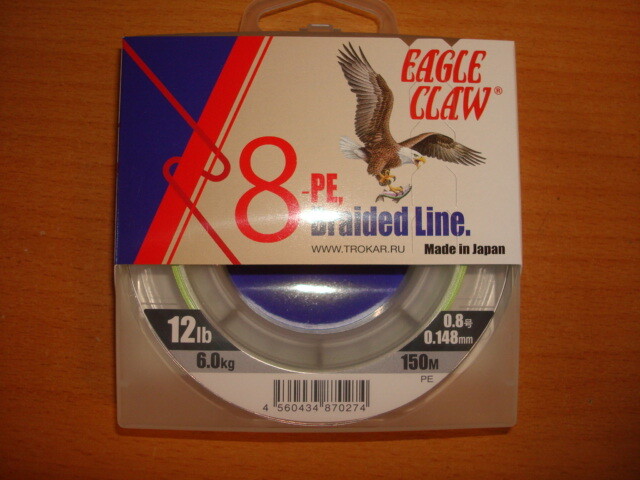 EAGLE
CLAW®
8-PE,
Braided Line.
WWW.TROKAR.RU
Made in Japan
12lb
6.0kg
0.8号
0.148mm
150M
PE
4 560434 870274